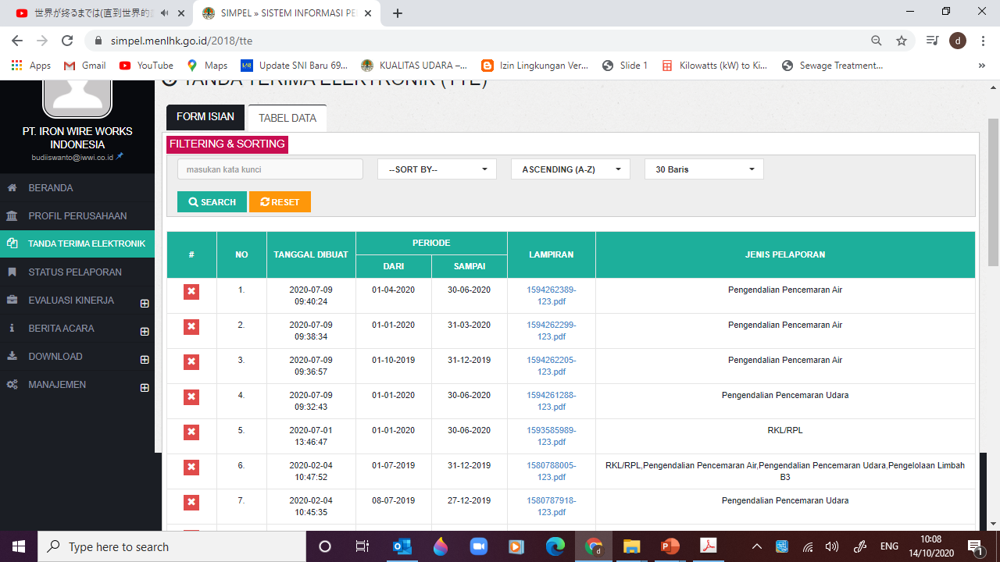 世界が终るまでは(直到世界的
SIMPEL » SISTEM INFORMASI PE
simpel.menlhk.go.id/2018/tte
d
Apps
Gmail
YouTube
Maps
Update SNI Baru 69...
KUALITAS UDARA –...
Izin Lingkungan Ver...
Slide 1
Kilowatts (kW) to Ki...
Sewage Treatment...
»
TANDA TERIMA ELEKTRONIK (TTE)
PT. IRON WIRE WORKS
INDONESIA
budiiswanto@iwwi.co.id
BERANDA
PROFIL PERUSAHAAN
TANDA TERIMA ELEKTRONIK
STATUS PELAPORAN
EVALUASI KINERJA
BERITA ACARA
DOWNLOAD
MANAJEMEN
FORM ISIAN
TABEL DATA
FILTERING & SORTING
masukan kata kunci
--SORT BY--
ASCENDING (A-Z)
30 Baris
SEARCH
RESET
# NO TANGGAL DIBUAT PERIODE LAMPIRAN JENIS PELAPORAN
DARI SAMPAI
1. 2020-07-09 01-04-2020 30-06-2020 1594262389- Pengendalian Pencemaran Air
09:40:24 123.pdf
2. 2020-07-09 01-01-2020 31-03-2020 1594262299- Pengendalian Pencemaran Air
09:38:34 123.pdf
3. 2020-07-09 01-10-2019 31-12-2019 1594262205- Pengendalian Pencemaran Air
09:36:57 123.pdf
4. 2020-07-09 01-01-2020 30-06-2020 1594261288- Pengendalian Pencemaran Udara
09:32:43 123.pdf
5. 2020-07-01 01-01-2020 30-06-2020 1593585989- RKL/RPL
13:46:47 123.pdf
6. 2020-02-04 01-07-2019 31-12-2019 1580788005- RKL/RPL,Pengendalian Pencemaran Air,Pengendalian Pencemaran Udara,Pengelolaan Limbah
10:47:52 123.pdf B3
7. 2020-02-04 08-07-2019 27-12-2019 1580787918- Pengendalian Pencemaran Udara
10:45:35 123.pdf
Type here to search
ENG
10:08
14/10/2020
1